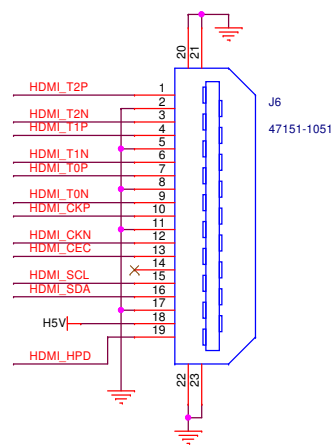 20 21
HDMI_T2P 1
2
HDMI_T2N 3
HDMI_T1P 4
5
HDMI_T1N 6
HDMI_T0P 7
8
HDMI_T0N 9
HDMI_CKP 10
11
HDMI_CKN 12
HDMI_CEC 13
14
HDMI_SCL 15
HDMI_SDA 16
17
H5V 18
HDMI_HPD 19
J6
47151-1051
22 23